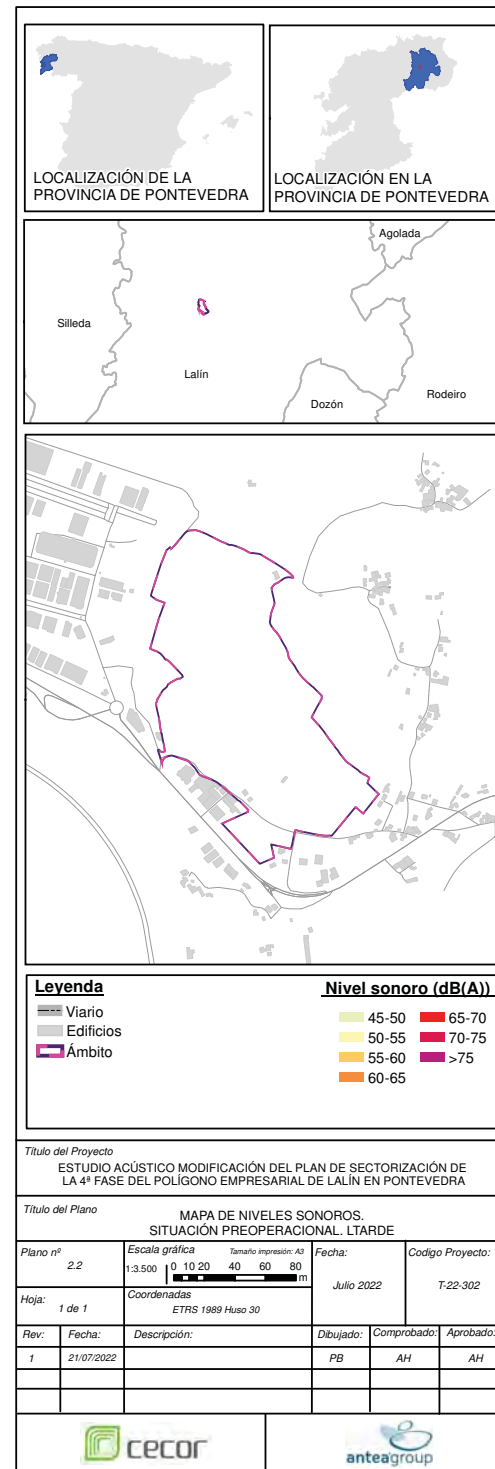 LOCALIZACIÓN DE LA
PROVINCIA DE PONTEVEDRA
LOCALIZACIÓN EN LA
PROVINCIA DE PONTEVEDRA
Agolada
Silleda
Lalín
Dozón
Rodeiro
Leyenda
Viario
Edificios
Ámbito
Nivel sonoro (dB(A))
45-50
50-55
55-60
60-65
65-70
70-75
>75
Título del Proyecto
ESTUDIO ACÚSTICO MODIFICACIÓN DEL PLAN DE SECTORIZACIÓN DE
LA 4ª FASE DEL POLÍGONO EMPRESARIAL DE LALÍN EN PONTEVEDRA
Título del Plano
MAPA DE NIVELES SONOROS.
SITUACIÓN PREOPERACIONAL. LTARDE
Plano nº
2.2
Escala gráfica
Tamaño impresión: A3
1:3.500
0 10 20 40 60 80
m
Fecha:
Julio 2022
Codigo Proyecto:
T-22-302
Hoja:
1 de 1
Coordenadas
ETRS 1989 Huso 30
Rev: Fecha: Descripción: Dibujado: Comprobado: Aprobado:
1 21/07/2022 PB AH AH
cecor
anteagroup